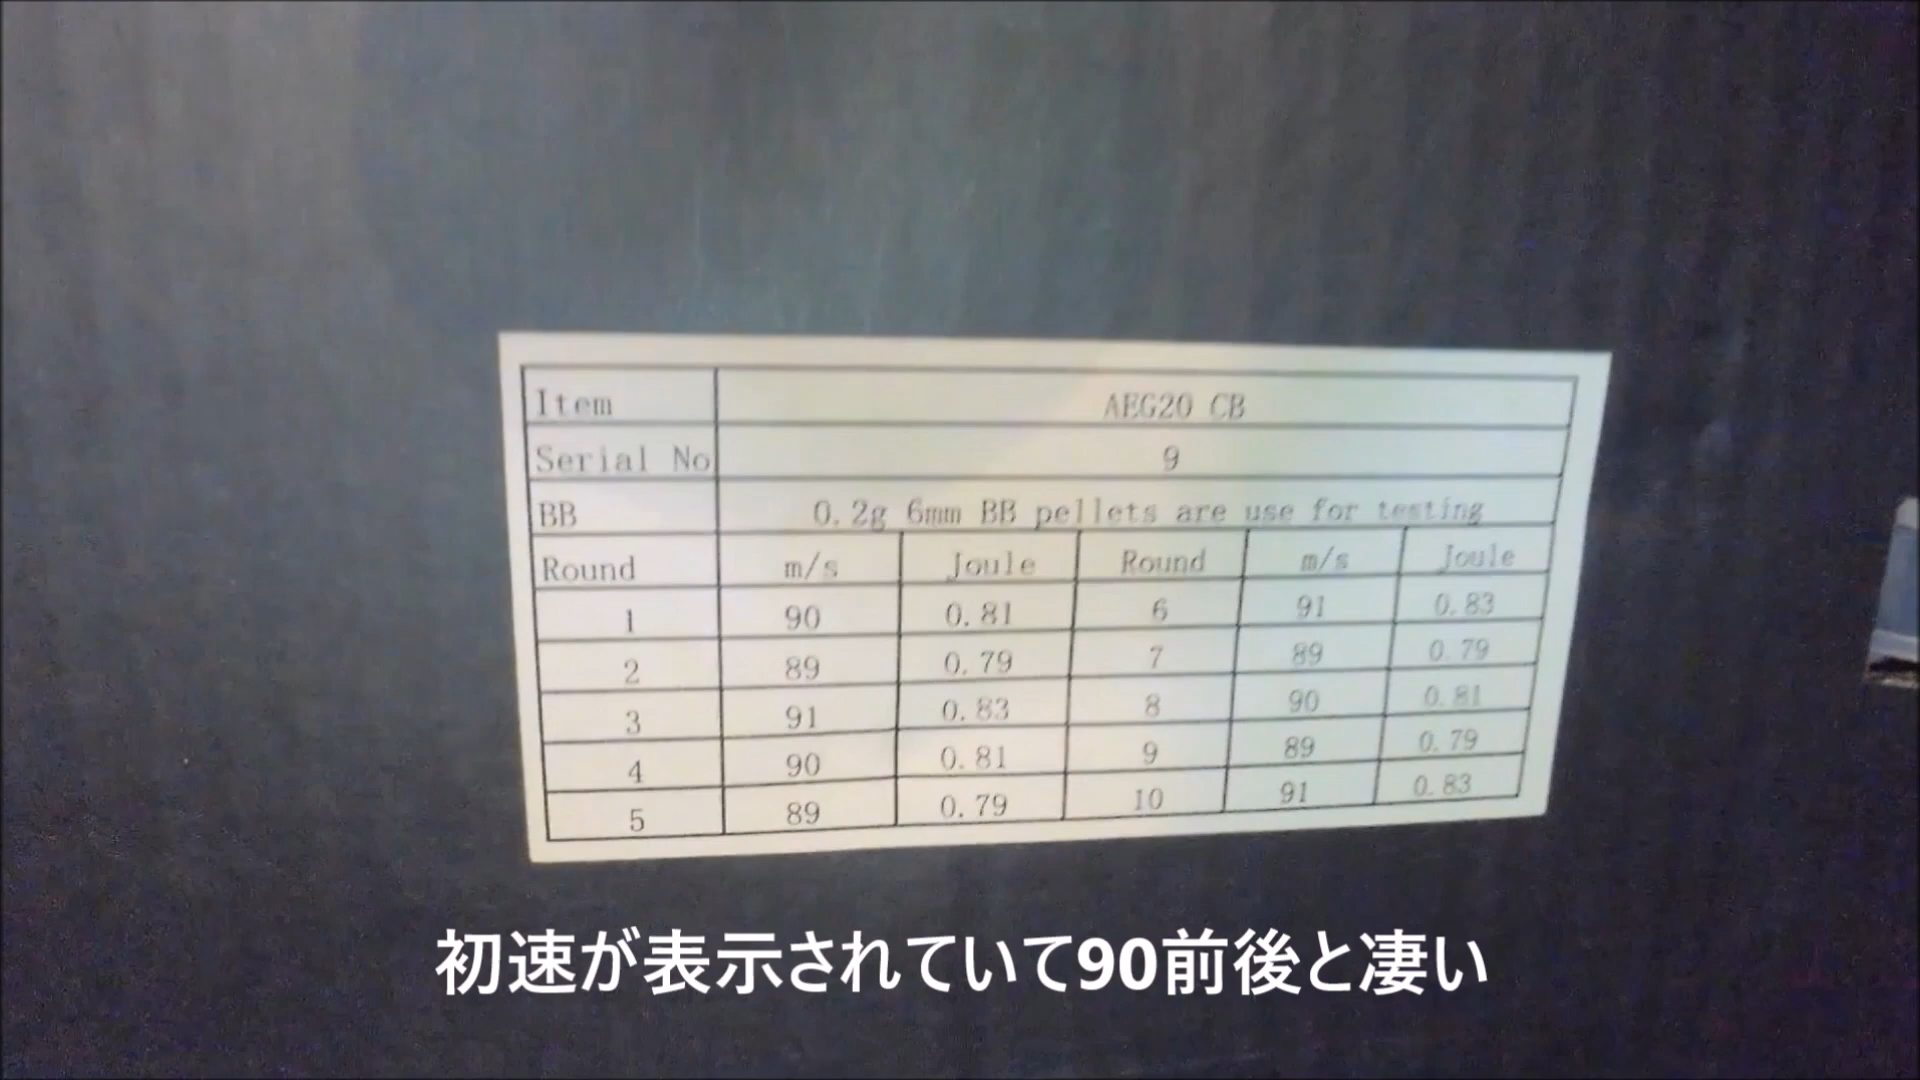 Item AEG20 CB
Serial No 9
BB 0.2g 6mm BB pellets are use for testing
Round m/s Joule Round m/s Joule
1 90 0.81 6 91 0.83
2 89 0.79 7 89 0.79
3 91 0.83 8 90 0.81
4 90 0.81 9 89 0.79
5 89 0.79 10 91 0.83
初速が表示されていて90前後と凄い